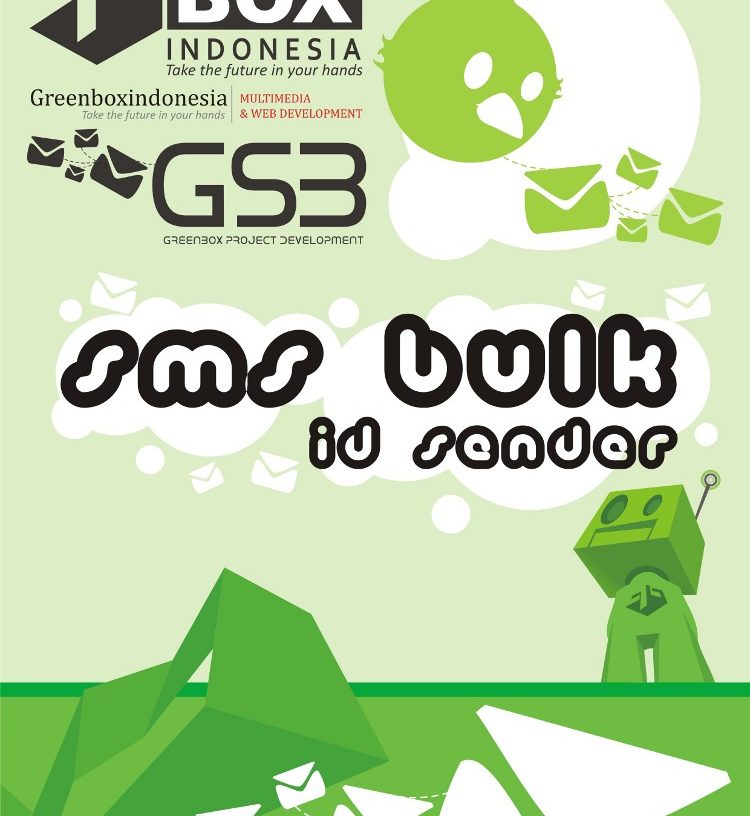 BOX
INDONESIA
Take the future in your hands
Greenboxindonesia
Take the future in your hands
MULTIMEDIA
& WEB DEVELOPMENT
GSB
GREENBOX PROJECT DEVELOPMENT
sms bulk
id sender